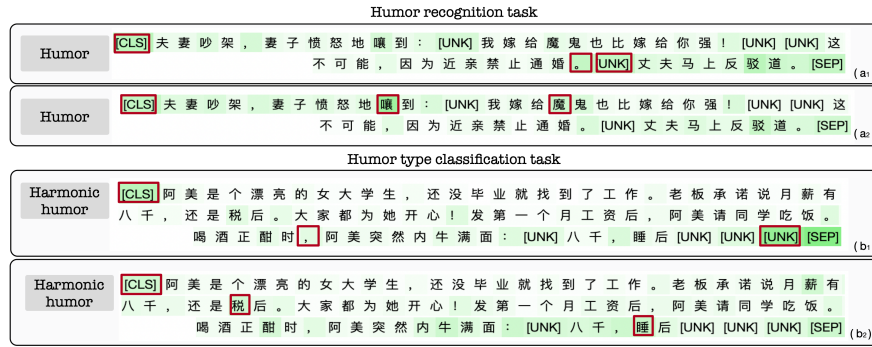 Humor recognition task
Humor
[CLS] 夫 妻 吵 架 , 妻 子 愤 怒 地 嚷 到 : [UNK] 我 嫁 给 魔 鬼 也 比 嫁 给 你 强 ! [UNK] [UNK] 这
不 可 能 , 因 为 近 亲 禁 止 通 婚 。 [UNK] 丈 夫 马 上 反 驳 道 。 [SEP]
(a1
Humor
[CLS] 夫 妻 吵 架 , 妻 子 愤 怒 地 嚷 到 : [UNK] 我 嫁 给 魔 鬼 也 比 嫁 给 你 强 ! [UNK] [UNK] 这
不 可 能 , 因 为 近 亲 禁 止 通 婚 。 [UNK] 丈 夫 马 上 反 驳 道 。 [SEP]
(a2
Humor type classification task
Harmonic
humor
[CLS] 阿 美 是 个 漂 亮 的 女 大 学 生 , 还 没 毕 业 就 找 到 了 工 作 。 老 板 承 诺 说 月 薪 有
八 千 , 还 是 税 后 。 大 家 都 为 她 开 心 ! 发 第 一 个 月 工 资 后 , 阿 美 请 同 学 吃 饭 。
喝 酒 正 酣 时 , 阿 美 突 然 内 牛 满 面 : [UNK] 八 千 , 睡 后 [UNK] [UNK] [UNK] [SEP]
(b1
Harmonic
humor
[CLS] 阿 美 是 个 漂 亮 的 女 大 学 生 , 还 没 毕 业 就 找 到 了 工 作 。 老 板 承 诺 说 月 薪 有
八 千 , 还 是 税 后 。 大 家 都 为 她 开 心 ! 发 第 一 个 月 工 资 后 , 阿 美 请 同 学 吃 饭 。
喝 酒 正 酣 时 , 阿 美 突 然 内 牛 满 面 : [UNK] 八 千 , 睡 后 [UNK] [UNK] [UNK] [SEP]
(b2)